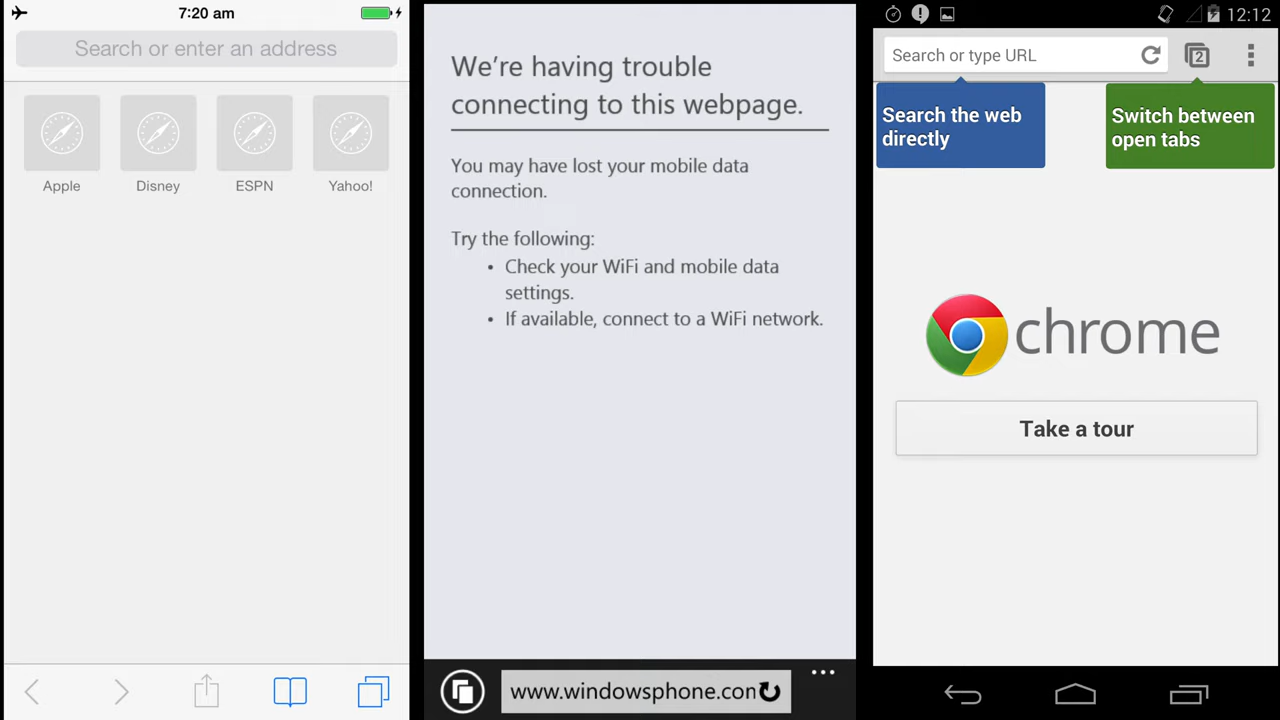 7:20 am
Search or enter an address
Apple
Disney
ESPN
Yahoo!
We're having trouble
connecting to this webpage.
You may have lost your mobile data
connection.
Try the following:
• Check your WiFi and mobile data
settings.
• If available, connect to a WiFi network.
www.windowsphone.con
12:12
Search or type URL
2
Search the web
directly
Switch between
open tabs
chrome
Take a tour